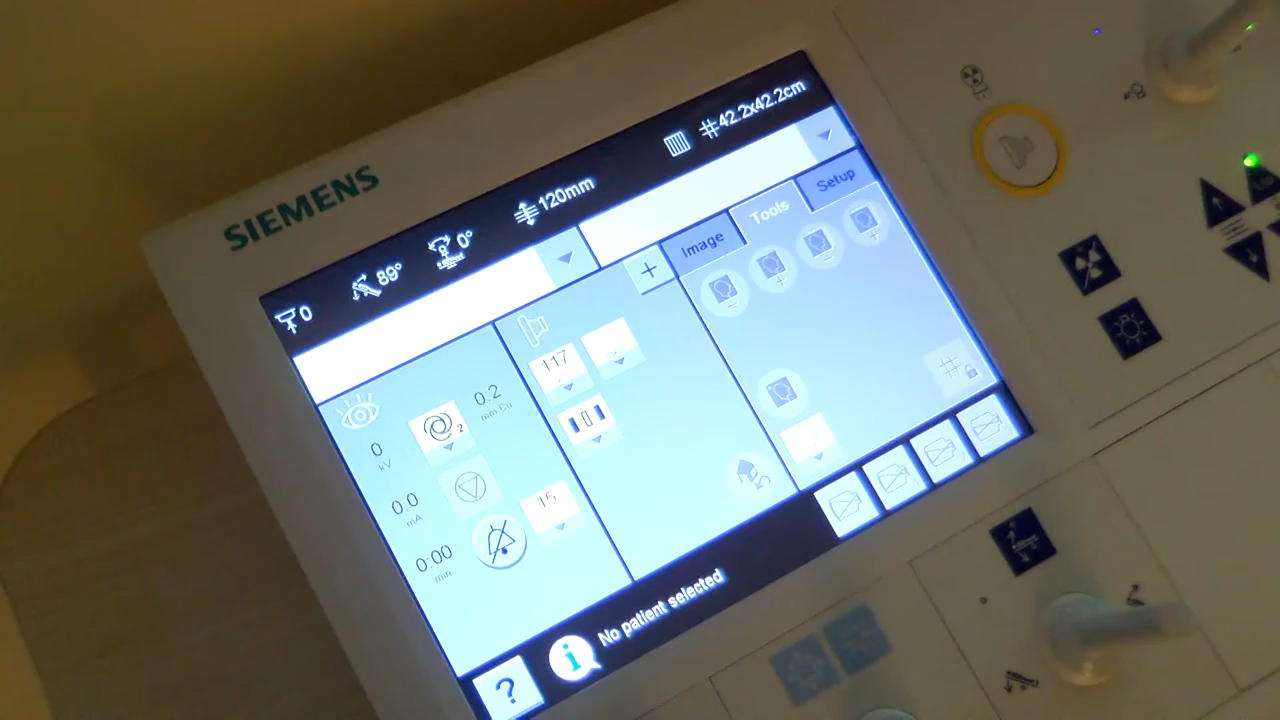 SIEMENS
0 89° 0° 120mm #42.2x42.2cm
Image Tools Setup
+
0
kV
2
0.2
mm Cu
0.0
mA
0:00
min
15
117
No patient selected
?